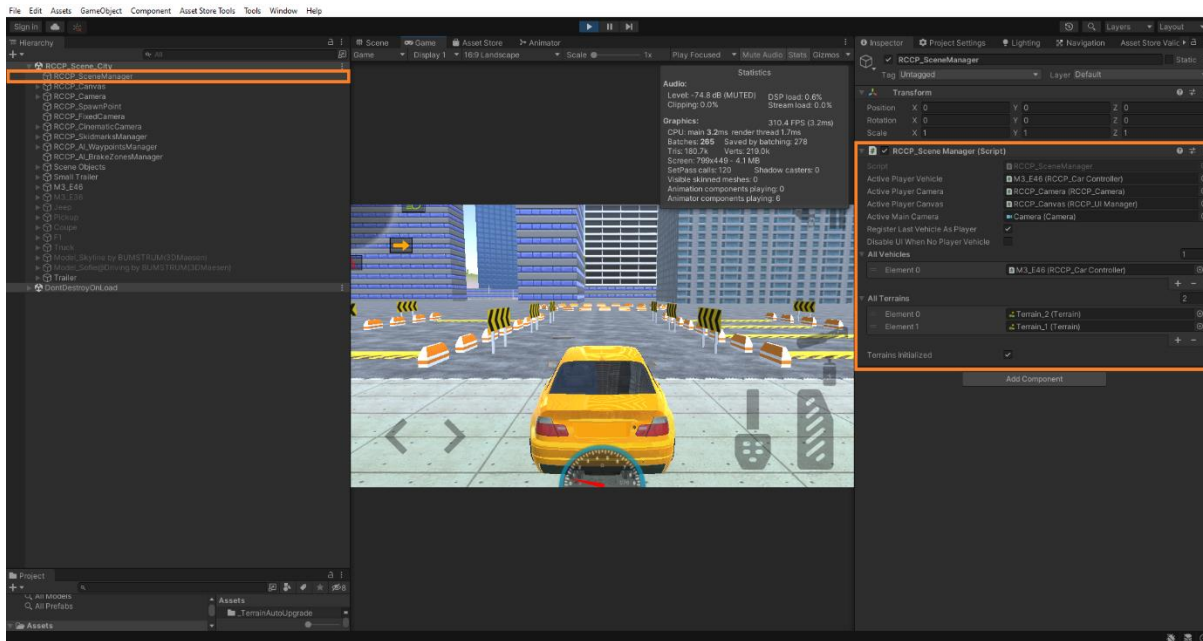 File Edit Assets GameObject Component Asset Store Tools Tools Window Help
Sign in
Layers
Layout
Hierarchy
All
RCCP_Scene_City
RCCP_SceneManager
RCCP_Canvas
RCCP_Camera
RCCP_SpawnPoint
RCCP_FixedCamera
RCCP_CinematicCamera
RCCP_SkidmarksManager
RCCP_AI_WaypointsManager
RCCP_AI_BrakeZonesManager
Scene Objects
Small Trailer
M3_E46
M3_E36
Jeep
Pickup
Coupe
F1
Truck
Trailer
DontDestroyOnLoad
Scene Game Asset Store Animator
Game Display 1 16:9 Landscape Scale 1x Play Focused Mute Audio Stats Gizmos
Statistics
Audio:
Level: -74.8 dB (MUTED) DSP load: 0.6%
Clipping: 0.0% Stream load: 0.0%
Graphics: 310.4 FPS (3.2ms)
CPU: main 3.2ms render thread 1.7ms
Batches: 265 Saved by batching: 278
Tris: 180.7k Verts: 219.0k
Screen: 799x449 - 4.1 MB
SetPass calls: 120 Shadow casters: 0
Visible skinned meshes: 0
Animation components playing: 0
Animator components playing: 6
Inspector Project Settings Lighting Navigation Asset Store Valic
RCCP_SceneManager Static
Tag Untagged Layer Default
Transform
Position X 0 Y 0 Z 0
Rotation X 0 Y 0 Z 0
Scale X 1 Y 1 Z 1
RCCP_Scene Manager (Script)
Script RCCP_SceneManager
Active Player Vehicle M3_E46 (RCCP_Car Controller)
Active Player Camera RCCP_Camera (RCCP_Camera)
Active Player Canvas RCCP_Canvas (RCCP_UI Manager)
Active Main Camera Camera (Camera)
Register Last Vehicle As Player
Disable UI When No Player Vehicle
All Vehicles 1
Element 0 M3_E46 (RCCP_Car Controller)
All Terrains 2
Element 0 Terrain_2 (Terrain)
Element 1 Terrain_1 (Terrain)
Terrains Initialized
Add Component
Project
All Models
All Prefabs
Assets
Assets
_TerrainAutoUpgrade